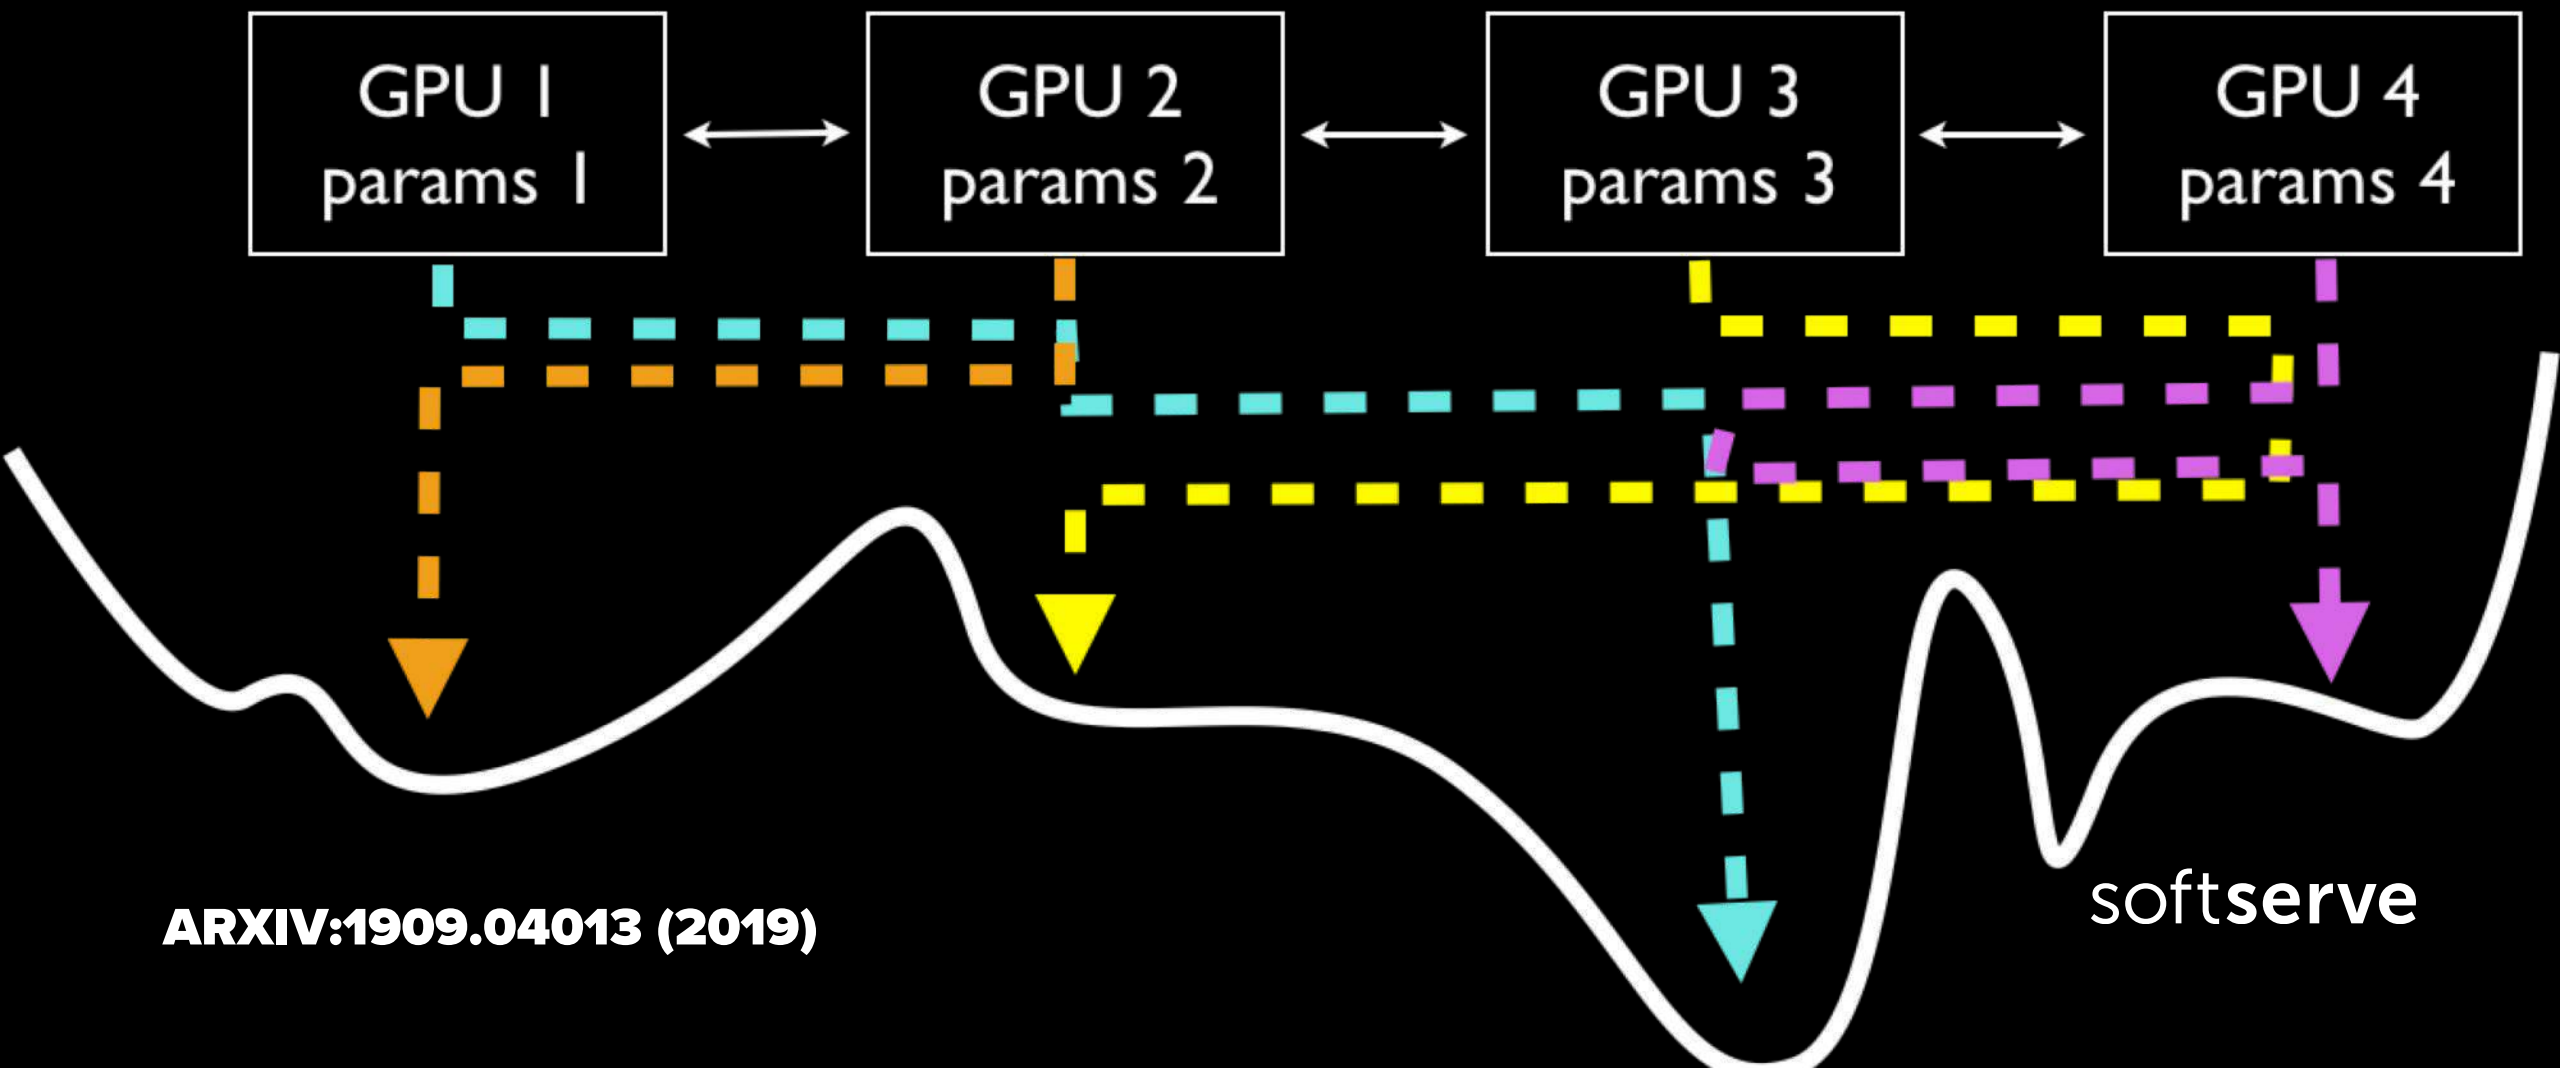 GPU 1
params 1
GPU 2
params 2
GPU 3
params 3
GPU 4
params 4
ARXIV:1909.04013 (2019)
softserve